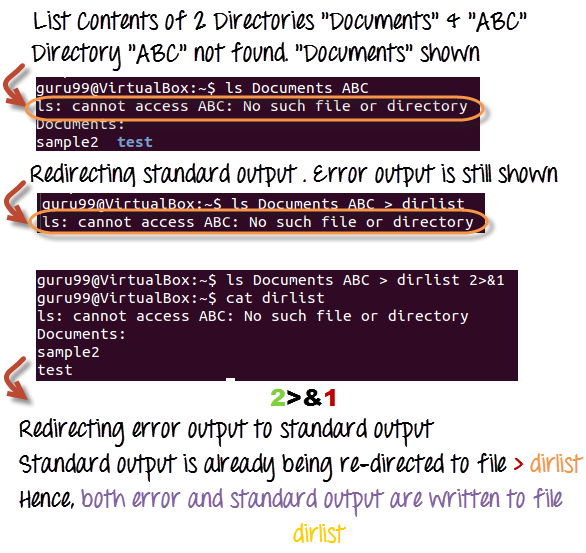 List Contents of 2 Directories "Documents" & "ABC"
Directory "ABC" not found. "Documents" shown
guru99@VirtualBox:~$ ls Documents ABC
ls: cannot access ABC: No such file or directory
Documents:
sample2  test
Redirecting standard output . Error output is still shown
guru99@VirtualBox:~$ ls Documents ABC > dirlist
ls: cannot access ABC: No such file or directory
guru99@VirtualBox:~$ ls Documents ABC > dirlist 2>&1
guru99@VirtualBox:~$ cat dirlist
ls: cannot access ABC: No such file or directory
Documents:
sample2
test
2>&1
Redirecting error output to standard output
Standard output is already being re-directed to file > dirlist
Hence, both error and standard output are written to file
dirlist